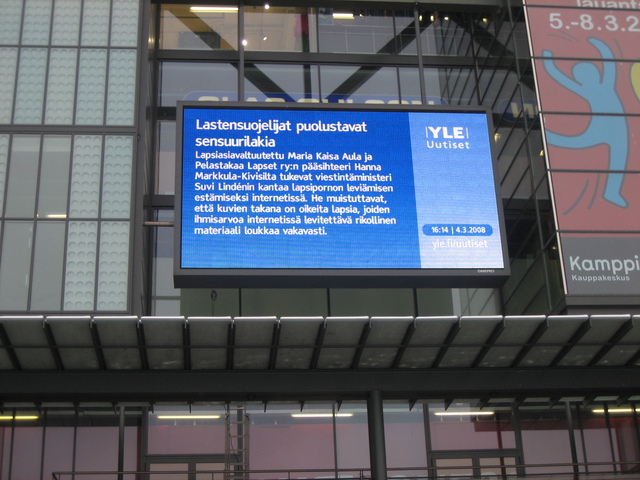 lauant
5.-8.3.2
Lastensuojelijat puolustavat
sensuurilakia
Lapsiasiavaltuutettu Maria Kaisa Aula ja
Pelastakaa Lapset ry:n pääsihteeri Hanna
Markkula-Kivisilta tukevat viestintäministeri
Suvi Lindénin kantaa lapsipornon leviämisen
estämiseksi internetissä. He muistuttavat,
että kuvien takana on oikeita lapsia, joiden
ihmisarvoa internetissä levitettävä rikollinen
materiaali loukkaa vakavasti.
YLE
Uutiset
16:14 | 4.3.2008
yle.fi/uutiset
Kamppi
Kauppakeskus